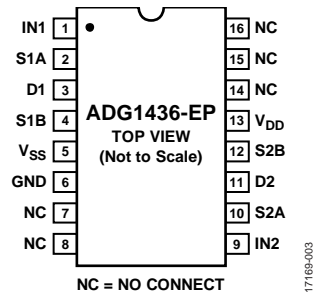 IN1 1
S1A 2
D1 3
S1B 4
VSS 5
GND 6
NC 7
NC 8
ADG1436-EP
TOP VIEW
(Not to Scale)
16 NC
15 NC
14 NC
13 VDD
12 S2B
11 D2
10 S2A
9 IN2
NC = NO CONNECT
17169-003